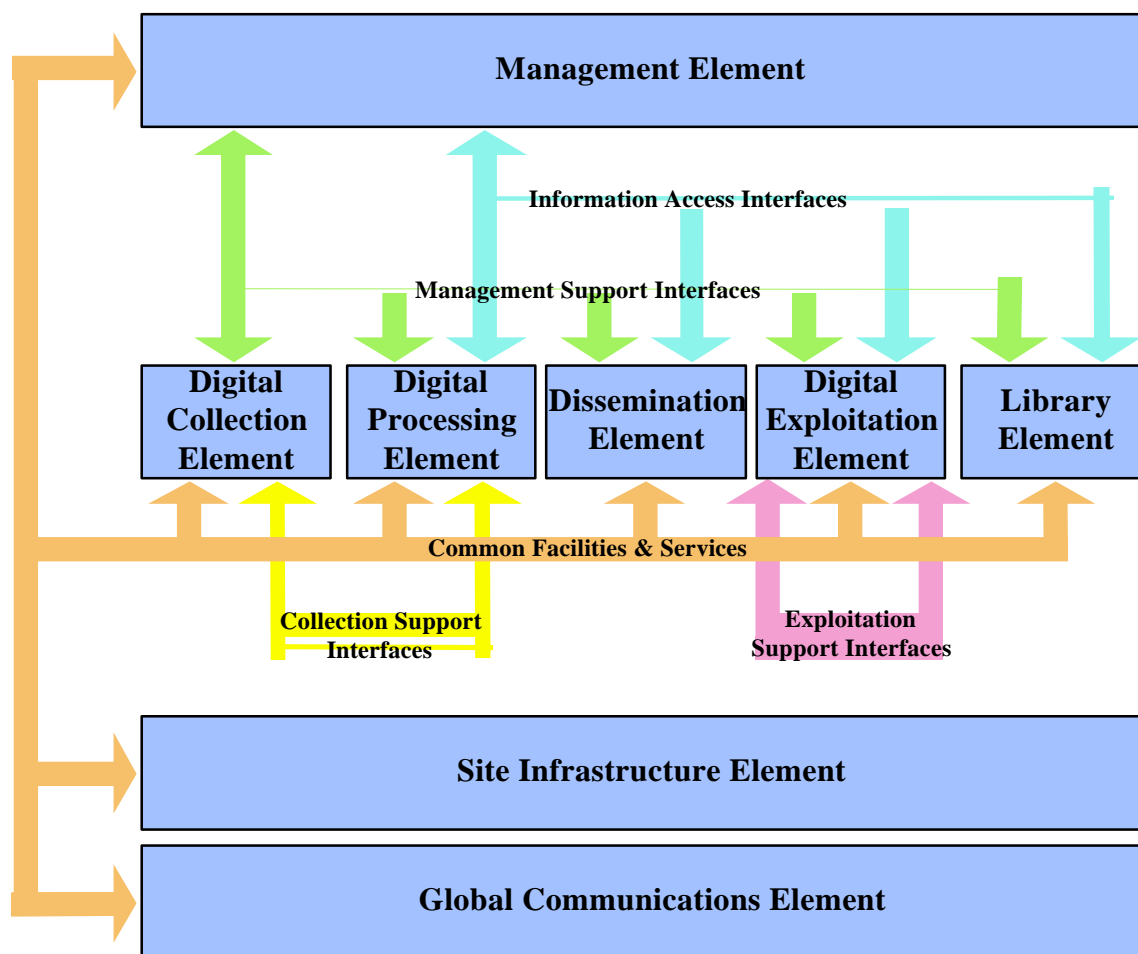 Management Element
Information Access Interfaces
Management Support Interfaces
Digital
Collection
Element
Digital
Processing
Element
Dissemination
Element
Digital
Exploitation
Element
Library
Element
Common Facilities & Services
Collection Support
Interfaces
Exploitation
Support Interfaces
Site Infrastructure Element
Global Communications Element